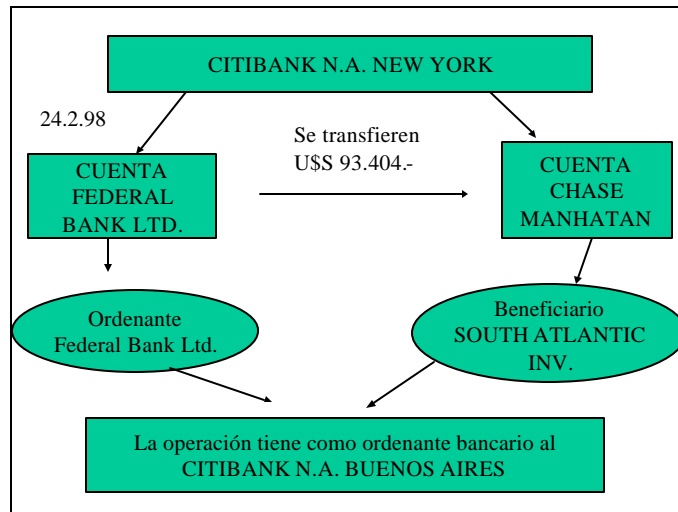 CITIBANK N.A. NEW YORK
24.2.98
Se transfieren
U$S 93.404.-
CUENTA
FEDERAL
BANK LTD.
CUENTA
CHASE
MANHATAN
Ordenante
Federal Bank Ltd.
Beneficiario
SOUTH ATLANTIC
INV.
La operación tiene como ordenante bancario al
CITIBANK N.A. BUENOS AIRES